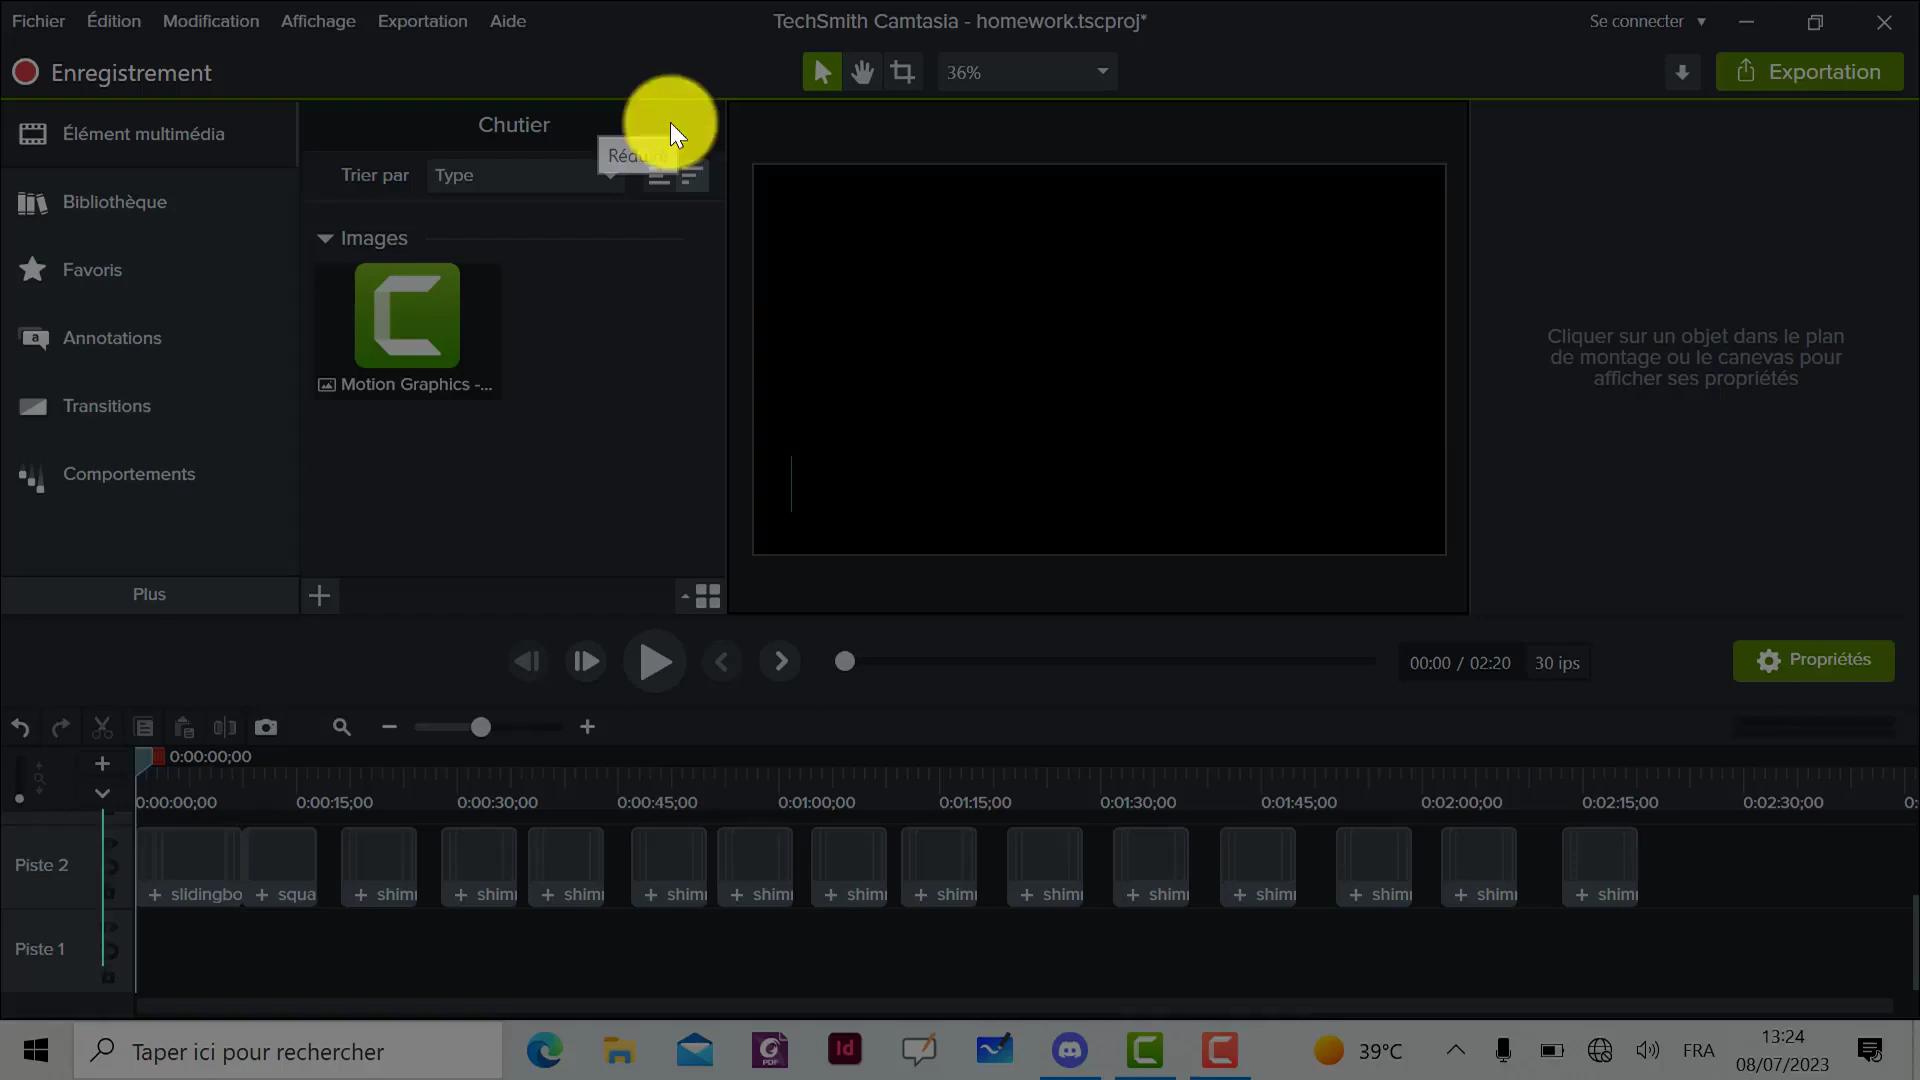 Fichier Édition Modification Affichage Exportation Aide
TechSmith Camtasia - homework.tscproj*
Se connecter
Enregistrement
36%
Exportation
Élément multimédia
Bibliothèque
Favoris
Annotations
Transitions
Comportements
Plus
Chutier
Trier par Type
Images
Motion Graphics -...
Cliquer sur un objet dans le plan
de montage ou le canevas pour
afficher ses propriétés
00:00 / 02:20 30 ips
Propriétés
0:00:00;00
0:00:00;00 0:00:15;00 0:00:30;00 0:00:45;00 0:01:00;00 0:01:15;00 0:01:30;00 0:01:45;00 0:02:00;00 0:02:15;00 0:02:30;00 0:
Piste 2
+ slidingbo + squa + shim + shim + shim + shim + shim + shim + shim + shim + shim + shim + shim + shim + shim
Piste 1
Taper ici pour rechercher
Id
39°C
FRA
13:24
08/07/2023